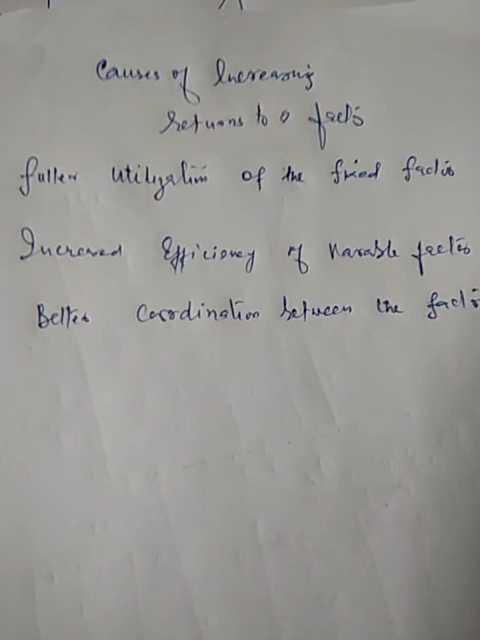 Causes of Increasing
returns to a factor
fuller utilization of the fixed factor
Increased Efficiency of variable factor
Better Coordination between the factor